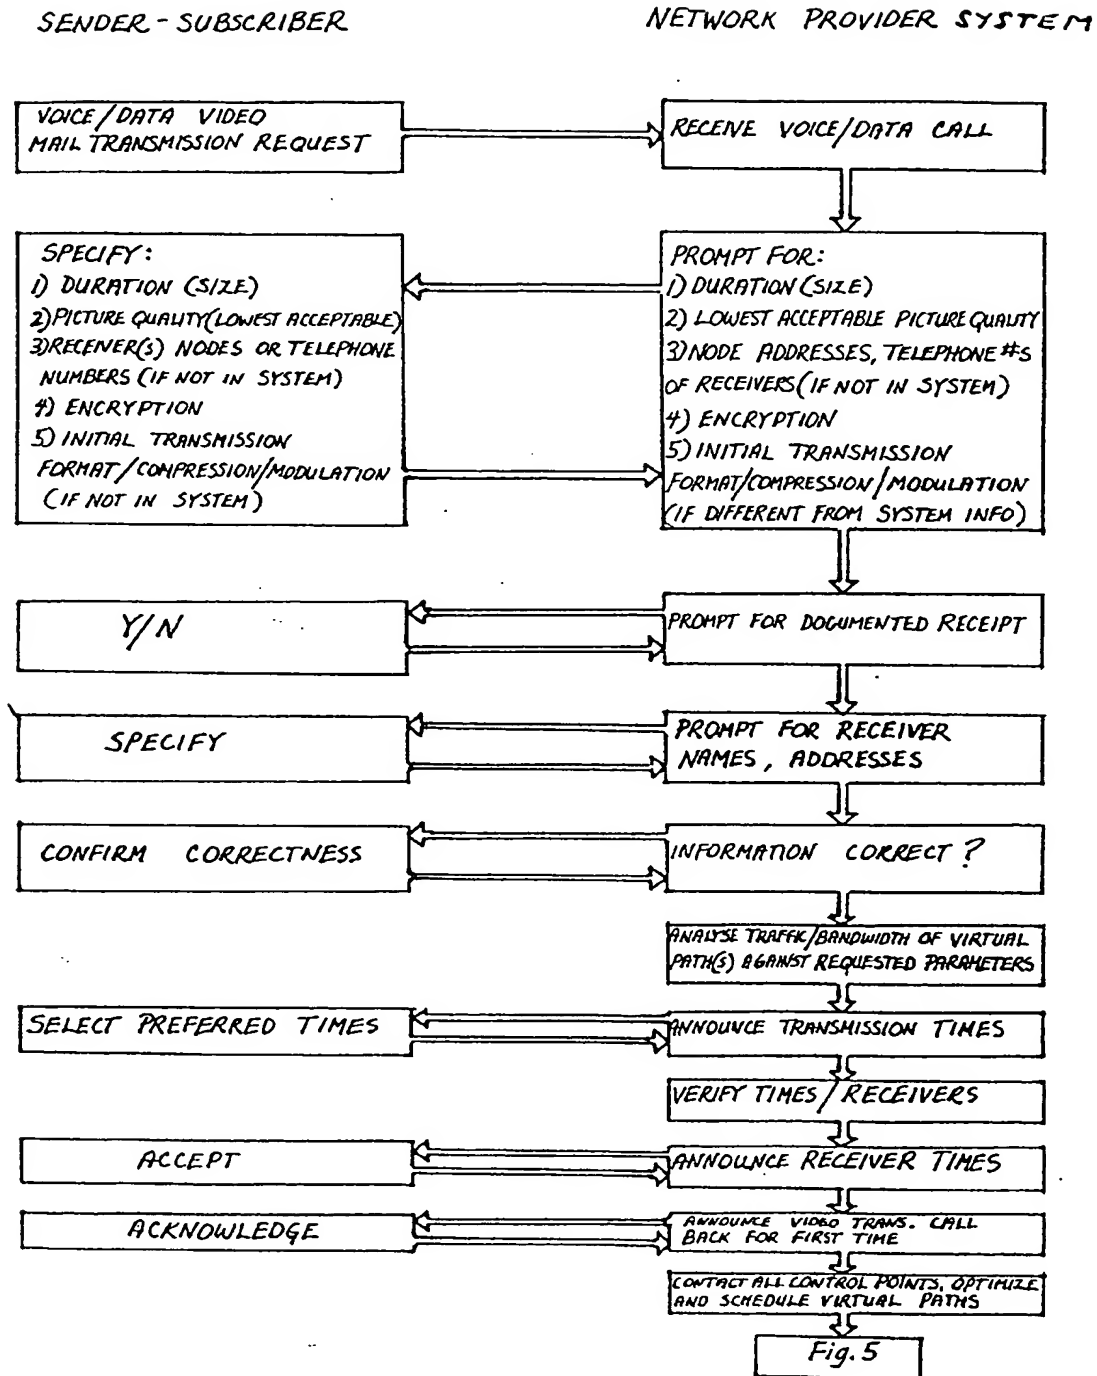 SENDER - SUBSCRIBER
NETWORK PROVIDER SYSTEM
VOICE/DATA VIDEO
MAIL TRANSMISSION REQUEST
RECEIVE VOICE/DATA CALL
SPECIFY:
1) DURATION (SIZE)
2) PICTURE QUALITY (LOWEST ACCEPTABLE)
3) RECENER(S) NODES OR TELEPHONE
NUMBERS (IF NOT IN SYSTEM)
4) ENCRYPTION
5) INITIAL TRANSMISSION
FORMAT/COMPRESSION/MODULATION
(IF NOT IN SYSTEM)
PROMPT FOR:
1) DURATION (SIZE)
2) LOWEST ACCEPTABLE PICTURE QUALITY
3) NODE ADDRESSES, TELEPHONE #S
OF RECEIVERS (IF NOT IN SYSTEM)
4) ENCRYPTION
5) INITIAL TRANSMISSION
FORMAT/COMPRESSION/MODULATION
(IF DIFFERENT FROM SYSTEM INFO)
Y/N
PROMPT FOR DOCUMENTED RECEIPT
SPECIFY
PROMPT FOR RECEIVER
NAMES, ADDRESSES
CONFIRM CORRECTNESS
INFORMATION CORRECT?
ANALYSE TRAFFIC/BANDWIDTH OF VIRTUAL
PATH(S) AGAINST REQUESTED PARAMETERS
SELECT PREFERRED TIMES
ANNOUNCE TRANSMISSION TIMES
VERIFY TIMES/RECEIVERS
ACCEPT
ANNOUNCE RECEIVER TIMES
ACKNOWLEDGE
ANNOUNCE VIDEO TRANS. CALL
BACK FOR FIRST TIME
CONTACT ALL CONTROL POINTS, OPTIMIZE
AND SCHEDULE VIRTUAL PATHS
Fig. 5